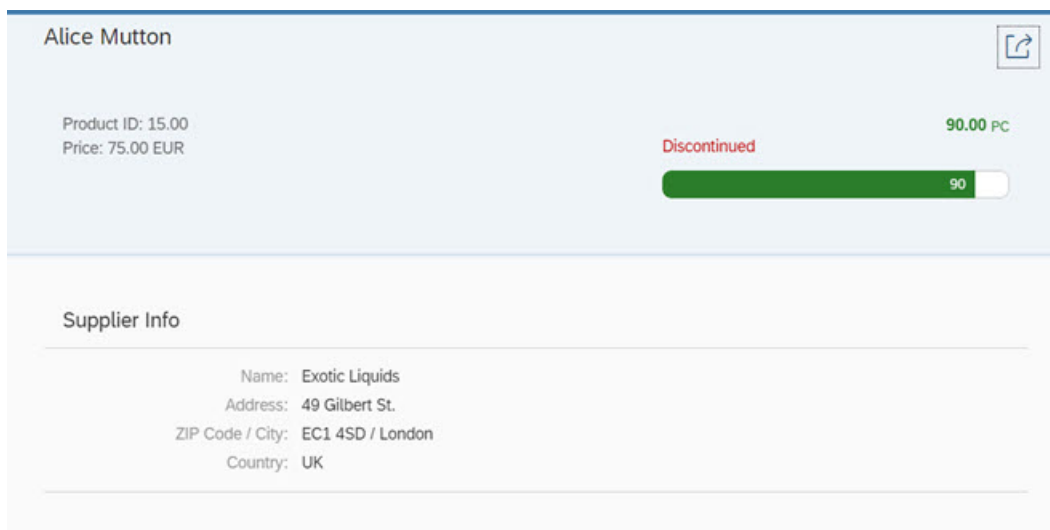 Alice Mutton
Product ID: 15.00
Price: 75.00 EUR
90.00 PC
Discontinued
90
Supplier Info
Name: Exotic Liquids
Address: 49 Gilbert St.
ZIP Code / City: EC1 4SD / London
Country: UK